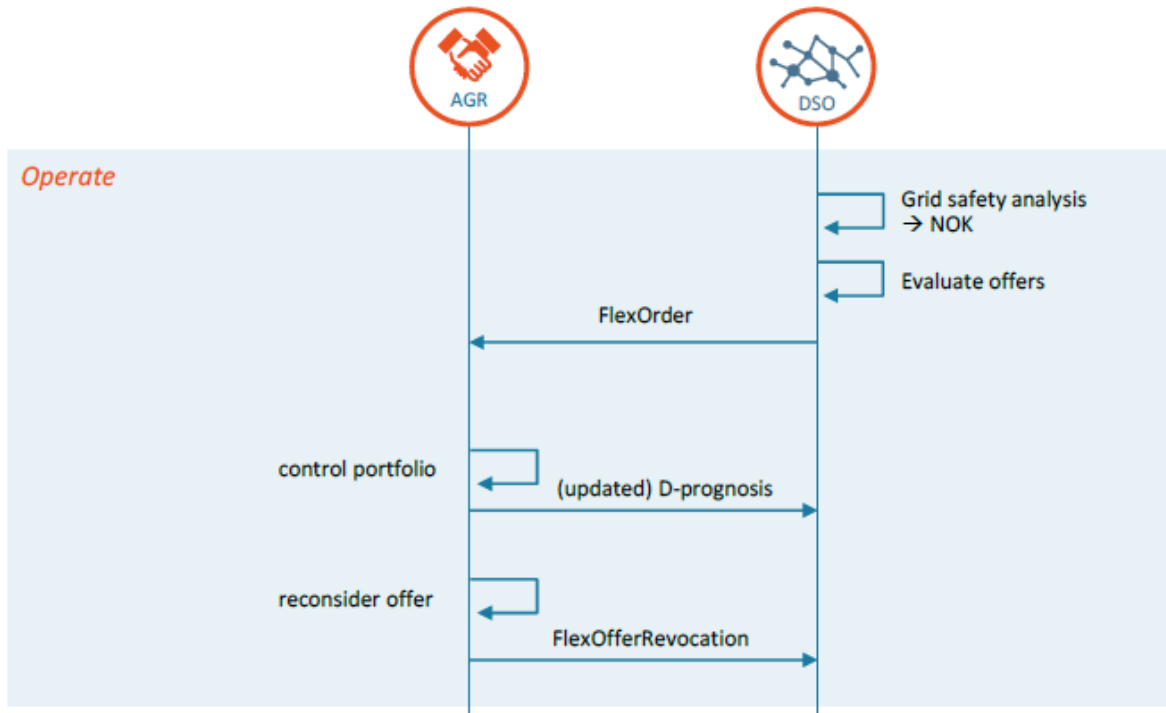 AGR
DSO
Operate
Grid safety analysis
→ NOK
Evaluate offers
FlexOrder
control portfolio
(updated) D-prognosis
reconsider offer
FlexOfferRevocation